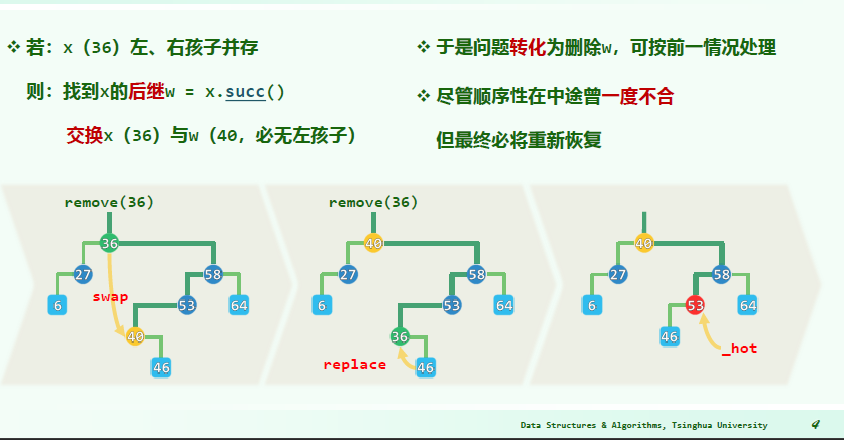 ❖ 若：x（36）左、右孩子并存
则：找到x的后继w = x.succ()
交换x（36）与w（40，必无左孩子）
❖ 于是问题转化为删除w，可按前一情况处理
❖ 尽管顺序性在中途曾一度不合
但最终必将重新恢复
remove(36)
36
27
58
6
swap
53
64
40
46
remove(36)
40
27
58
6
53
64
36
replace
46
40
27
58
6
53
64
46
_hot
Data Structures & Algorithms, Tsinghua University
4